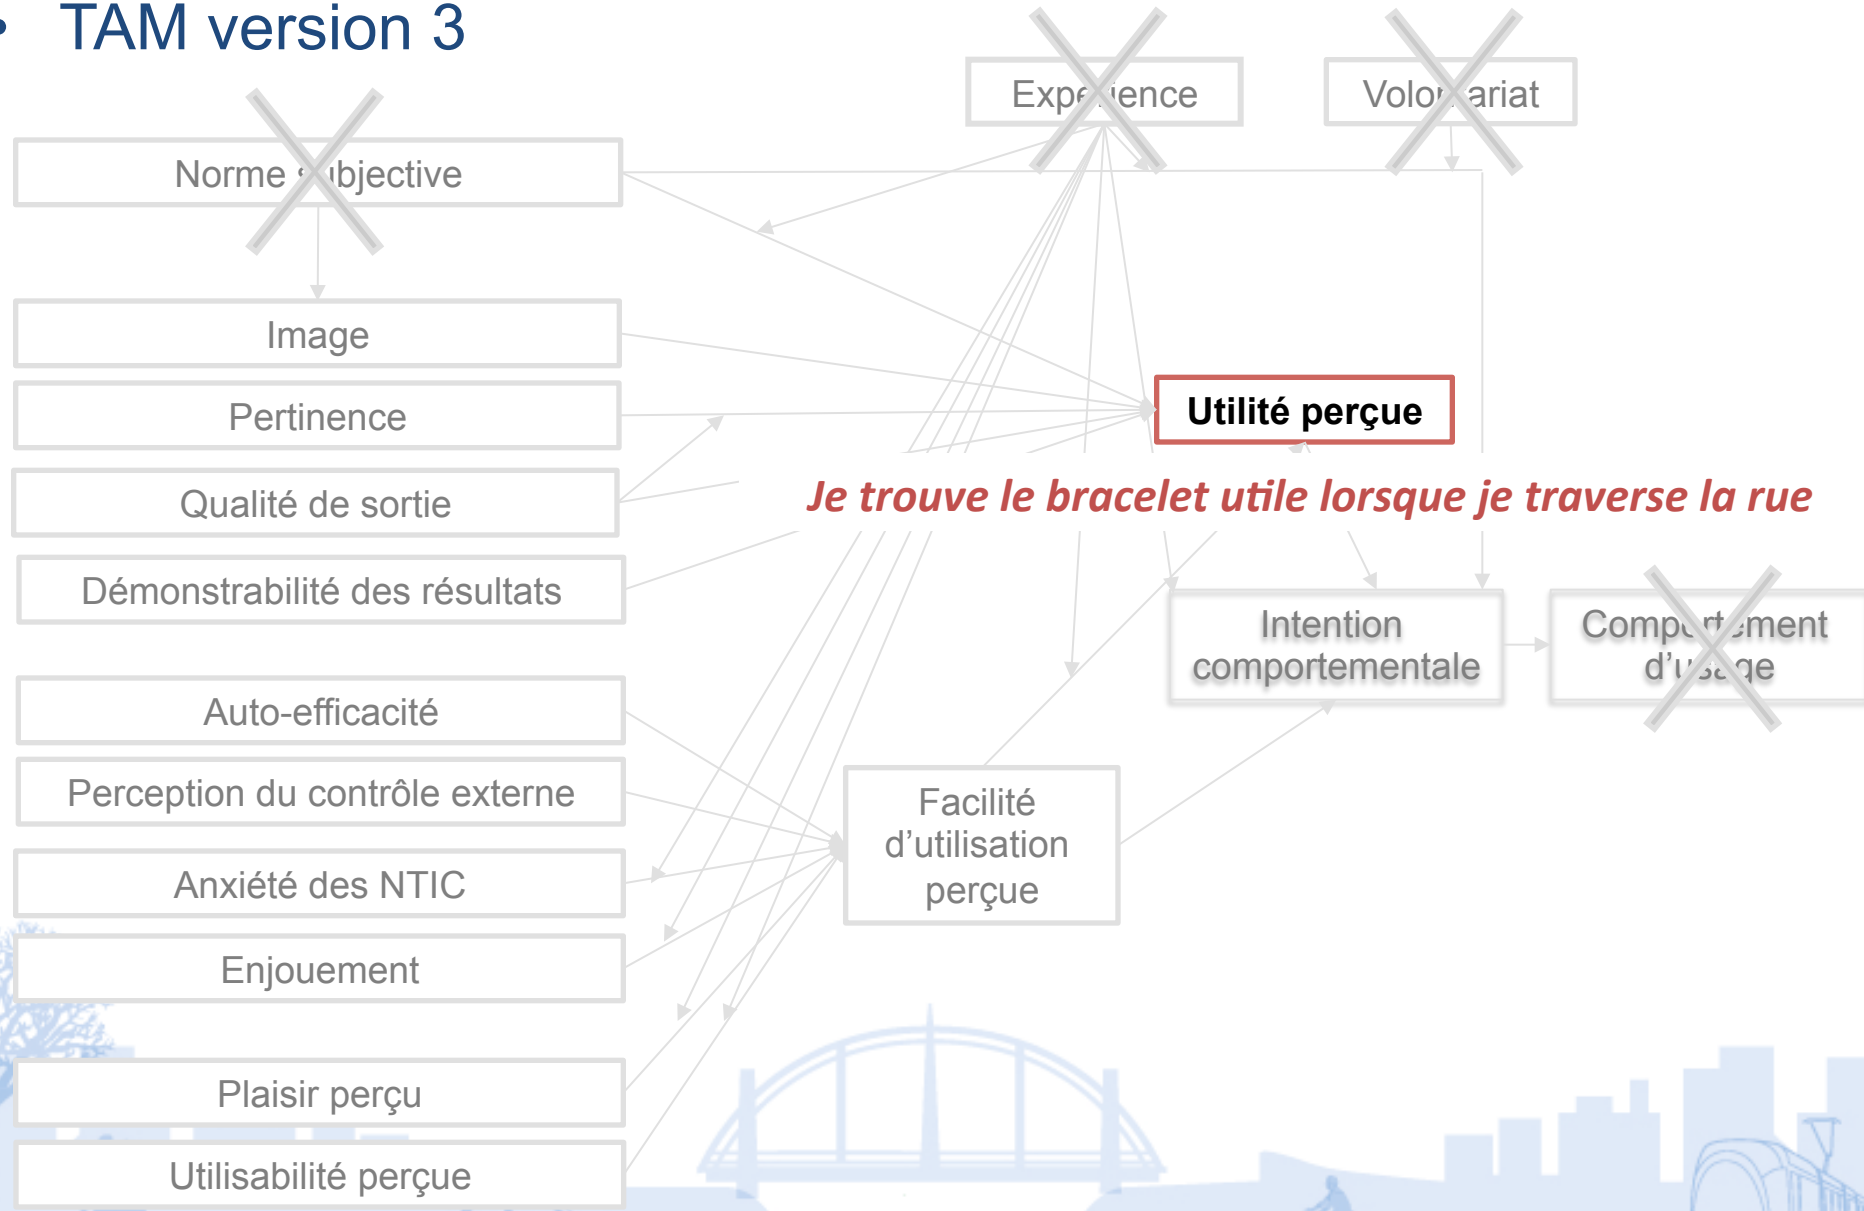 • TAM version 3
Expérience
Volontariat
Norme subjective
Image
Pertinence
Utilité perçue
Qualité de sortie
Je trouve le bracelet utile lorsque je traverse la rue
Démonstrabilité des résultats
Intention
comportementale
Comportement
d’usage
Auto-efficacité
Perception du contrôle externe
Facilité
d’utilisation
perçue
Anxiété des NTIC
Enjouement
Plaisir perçu
Utilisabilité perçue